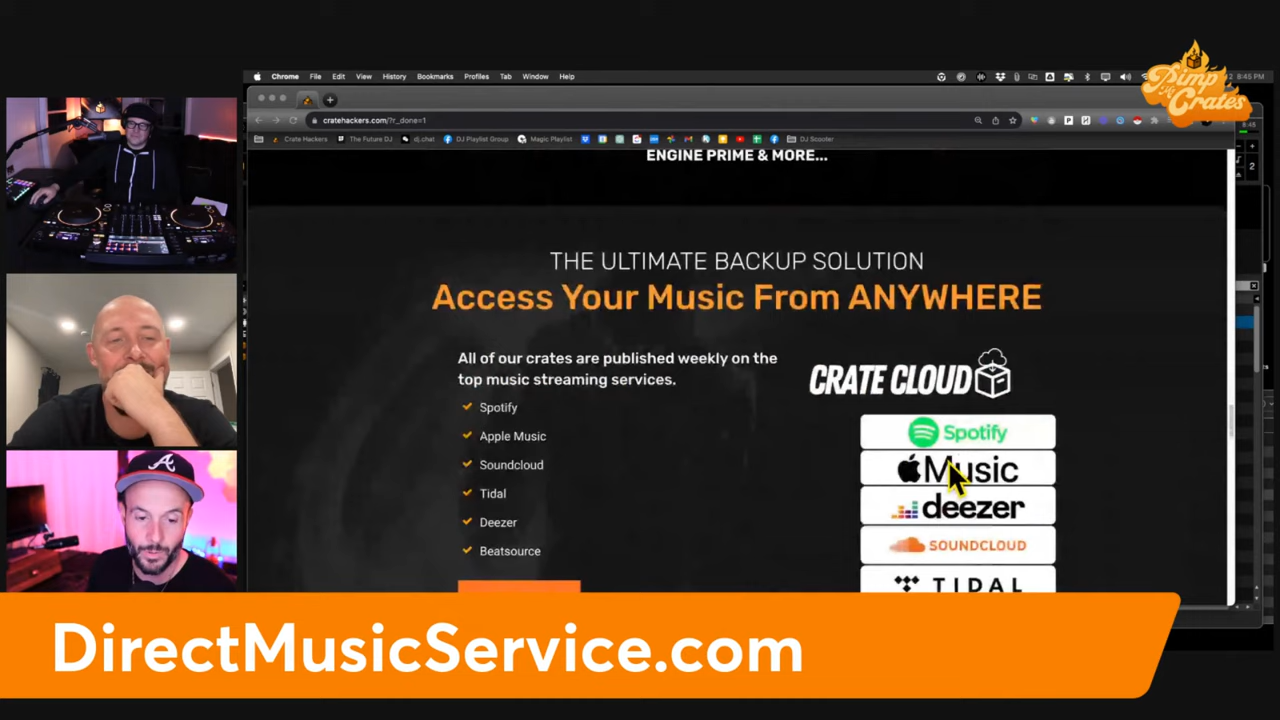 Chrome File Edit View History Bookmarks Profiles Tab Window Help
8:45 PM
Pimp My Crates
cratehackers.com/?r_done=1
Crate Hackers The Future DJ dj.chat DJ Playlist Group Magic Playlist DJ Scooter
ENGINE PRIME & MORE...
THE ULTIMATE BACKUP SOLUTION
Access Your Music From ANYWHERE
All of our crates are published weekly on the
top music streaming services.
Spotify
Apple Music
Soundcloud
Tidal
Deezer
Beatsource
CRATE CLOUD
Spotify
Music
deezer
SOUNDCLOUD
TIDAL
DirectMusicService.com